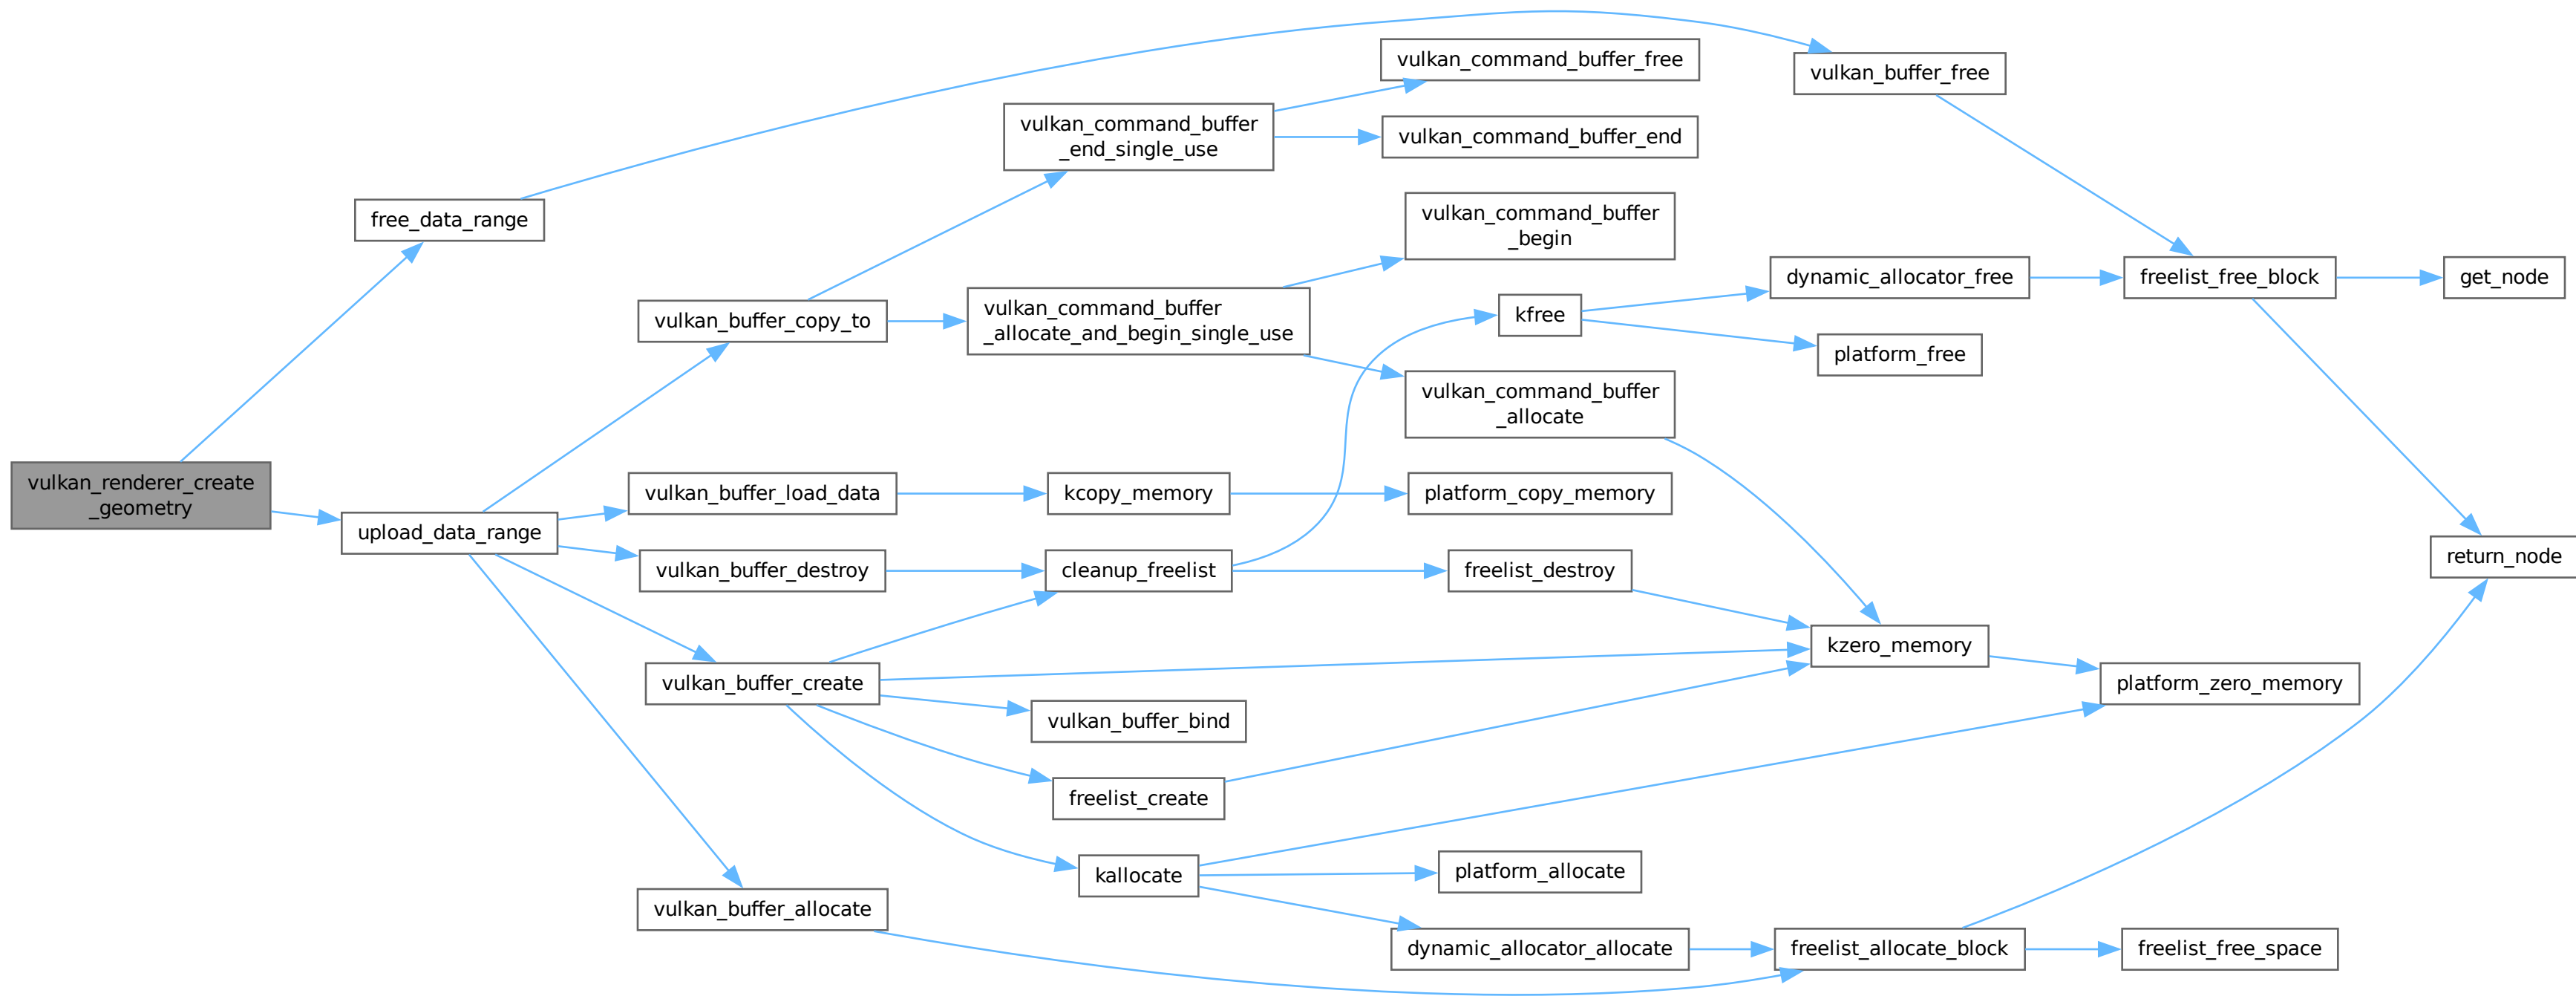 vulkan_renderer_create
_geometry
free_data_range
upload_data_range
vulkan_buffer_copy_to
vulkan_buffer_load_data
vulkan_buffer_destroy
vulkan_buffer_create
vulkan_buffer_allocate
vulkan_command_buffer
_end_single_use
vulkan_command_buffer
_allocate_and_begin_single_use
kcopy_memory
cleanup_freelist
vulkan_buffer_bind
freelist_create
kallocate
vulkan_command_buffer_free
vulkan_command_buffer_end
vulkan_command_buffer
_begin
kfree
vulkan_command_buffer
_allocate
platform_copy_memory
freelist_destroy
platform_allocate
dynamic_allocator_allocate
vulkan_buffer_free
dynamic_allocator_free
platform_free
kzero_memory
freelist_allocate_block
freelist_free_block
platform_zero_memory
freelist_free_space
get_node
return_node